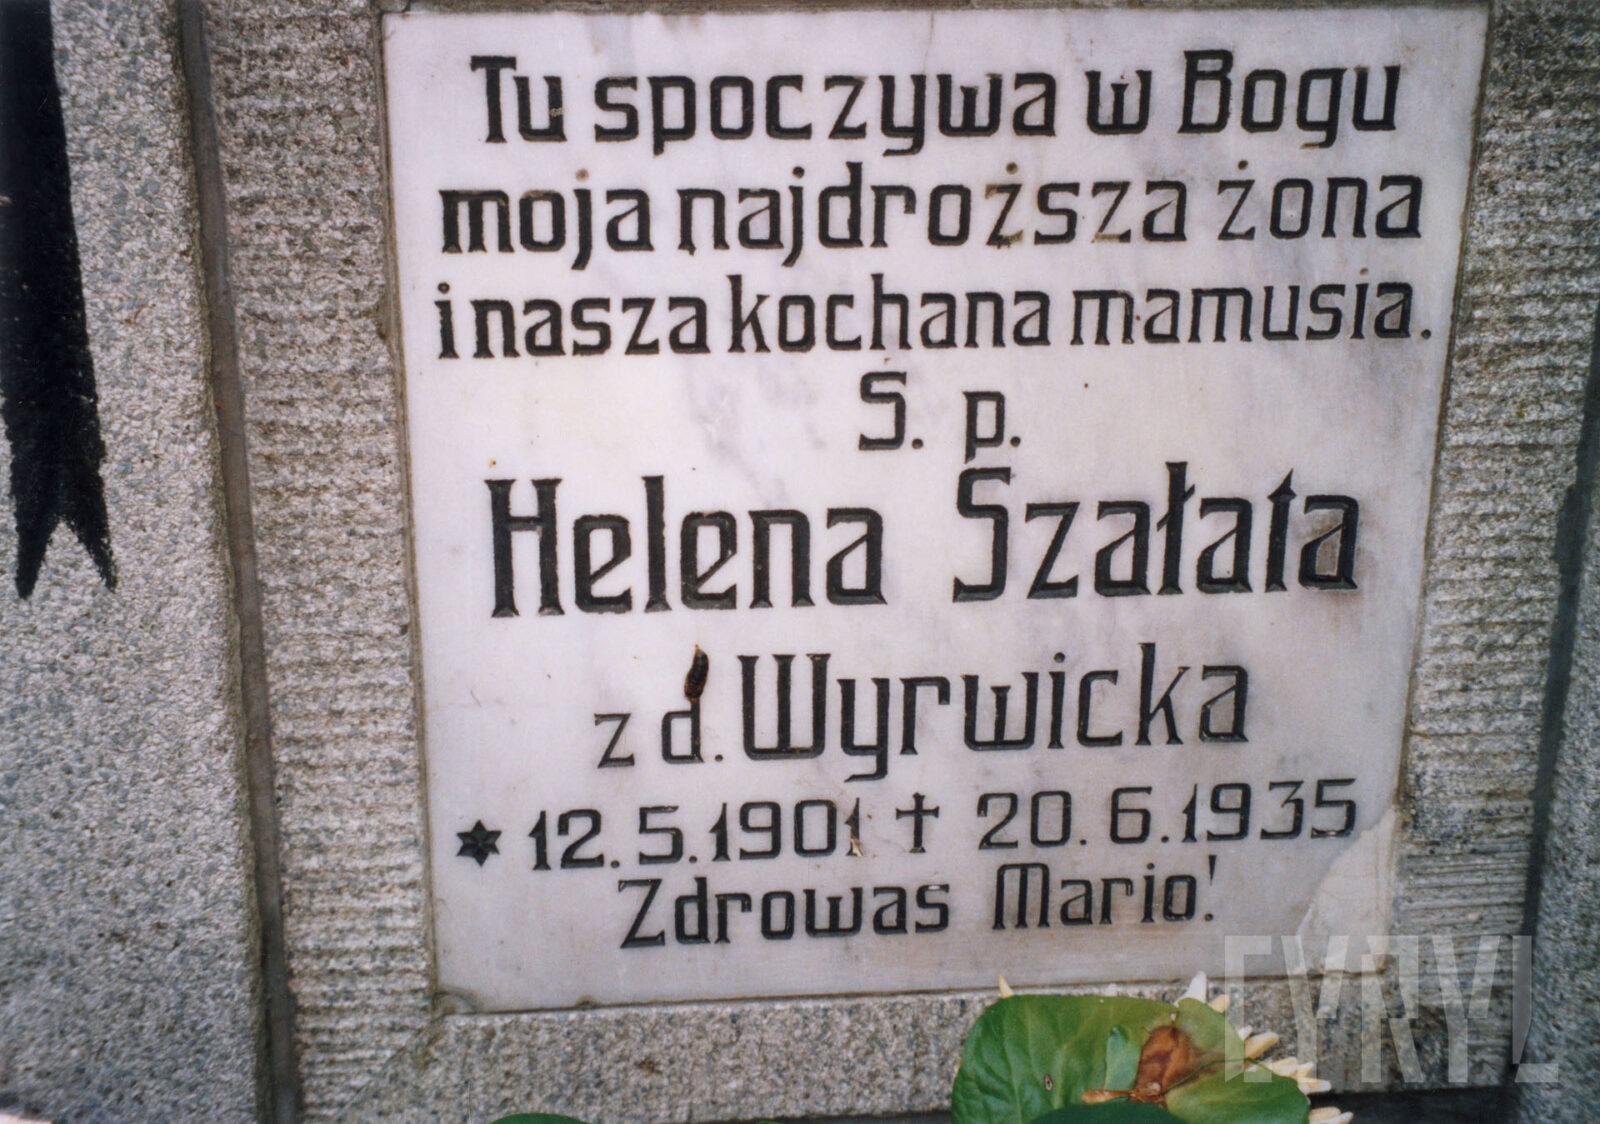 Tu spoczywa w Bogu
moja najdroższa żona
i nasza kochana mamusia.
Ś. p.
Helena Szałata
z d. Wyrwicka
* 12.5.1901 † 20.6.1935
Zdrowas Mario!
CYRYL